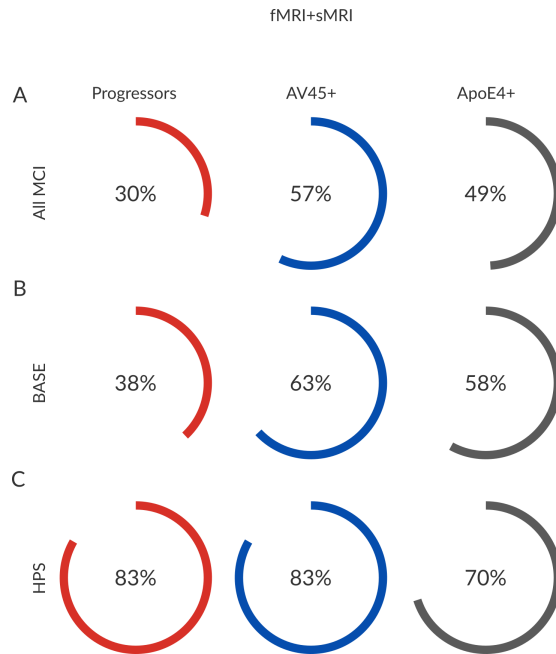 fMRI+sMRI
A
Progressors
AV45+
ApoE4+
All MCI
30%
57%
49%
B
BASE
38%
63%
58%
C
HPS
83%
83%
70%